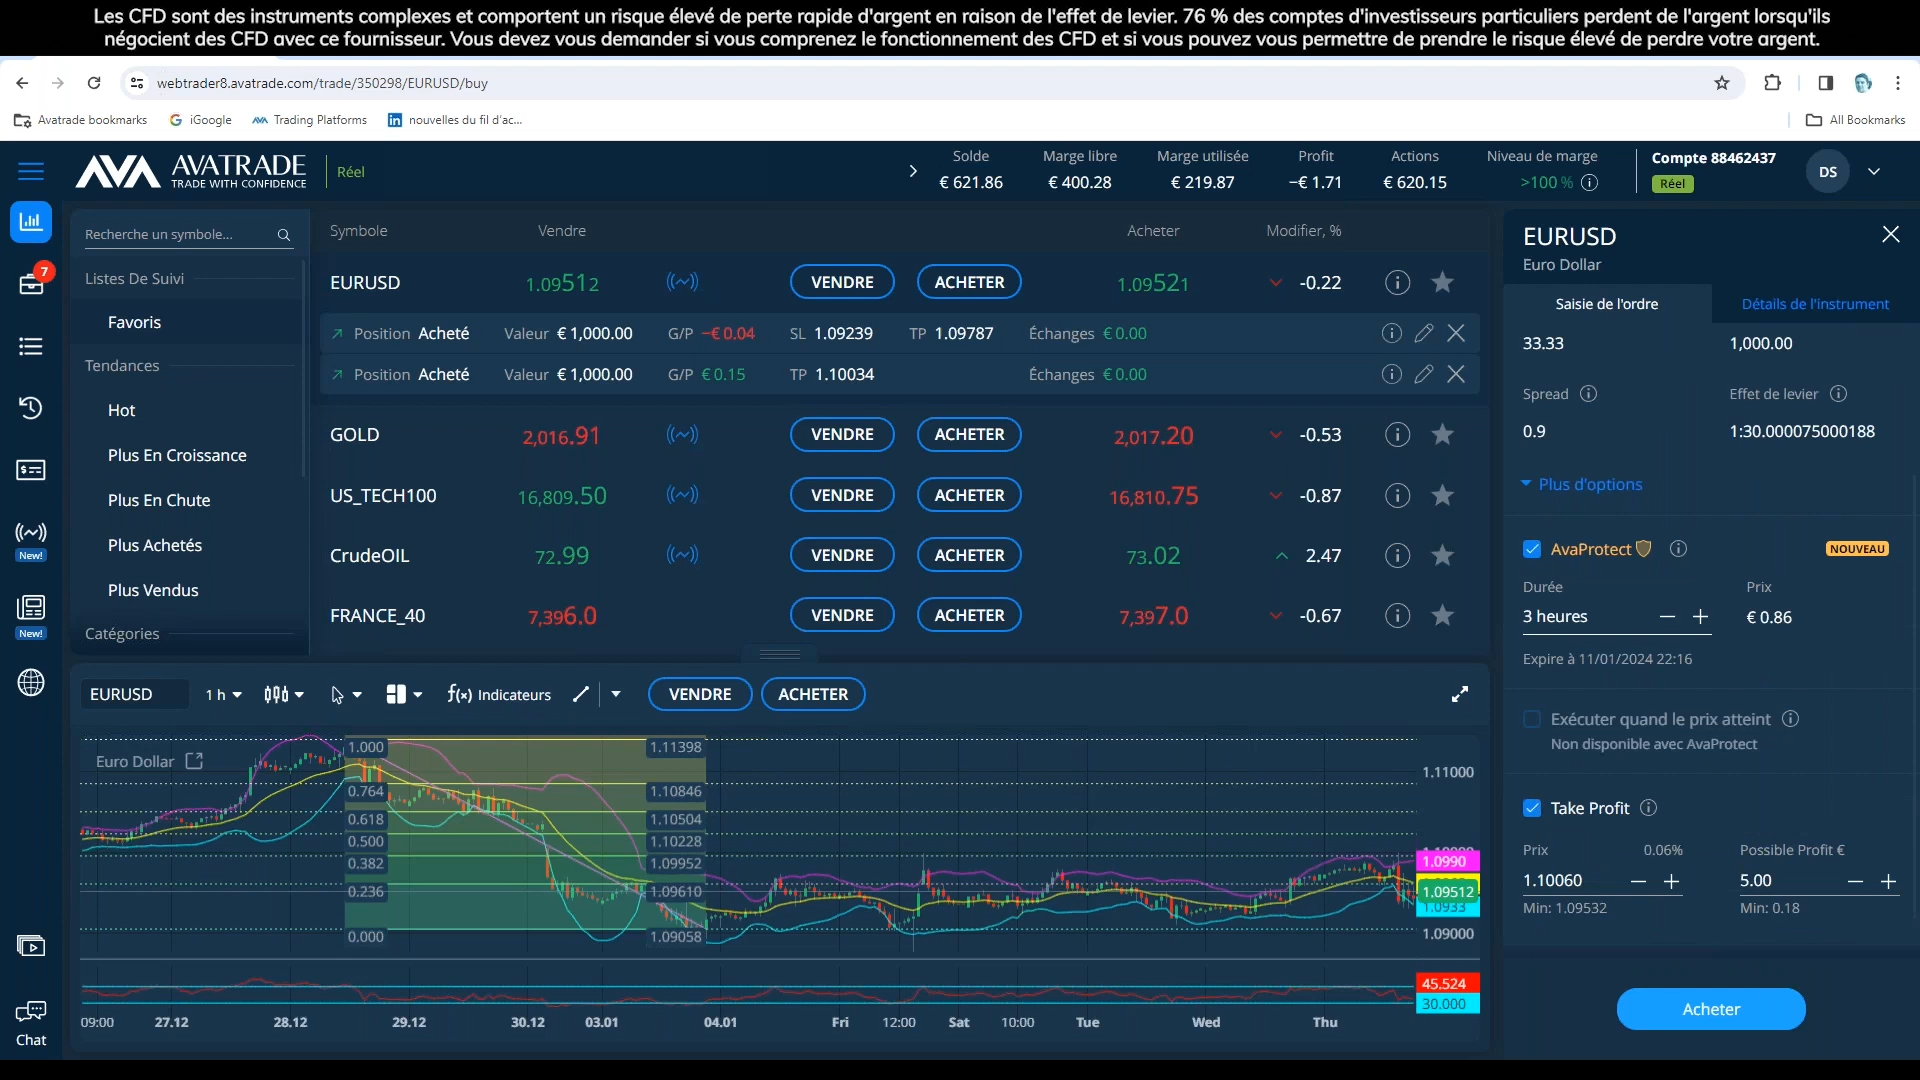 Les CFD sont des instruments complexes et comportent un risque élevé de perte rapide d'argent en raison de l'effet de levier. 76 % des comptes d'investisseurs particuliers perdent de l'argent lorsqu'ils
négocient des CFD avec ce fournisseur. Vous devez vous demander si vous comprenez le fonctionnement des CFD et si vous pouvez vous permettre de prendre le risque élevé de perdre votre argent.
webtrader8.avatrade.com/trade/350298/EURUSD/buy
Avatrade bookmarks iGoogle Trading Platforms nouvelles du fil d'ac... All Bookmarks
AVA AVATRADE
TRADE WITH CONFIDENCE
Réel
Solde Marge libre Marge utilisée Profit Actions Niveau de marge
€ 621.86 € 400.28 € 219.87 −€ 1.71 € 620.15 >100 %
Compte 88462437
Réel
DS
7
New!
New!
Chat
Recherche un symbole...
Listes De Suivi
Favoris
Tendances
Hot
Plus En Croissance
Plus En Chute
Plus Achetés
Plus Vendus
Catégories
Symbole Vendre Acheter Modifier, %
EURUSD 1.09512 VENDRE ACHETER 1.09521 -0.22
Position Acheté Valeur € 1,000.00 G/P −€ 0.04 SL 1.09239 TP 1.09787 Échanges € 0.00
Position Acheté Valeur € 1,000.00 G/P € 0.15 TP 1.10034 Échanges € 0.00
GOLD 2,016.91 VENDRE ACHETER 2,017.20 -0.53
US_TECH100 16,809.50 VENDRE ACHETER 16,810.75 -0.87
CrudeOIL 72.99 VENDRE ACHETER 73.02 2.47
FRANCE_40 7,396.0 VENDRE ACHETER 7,397.0 -0.67
EURUSD 1 h f(x) Indicateurs VENDRE ACHETER
Euro Dollar
1.000 1.11398
0.764 1.10846
0.618 1.10504
0.500 1.10228
0.382 1.09952
0.236 1.09610
0.000 1.09058
1.11000
1.0990
1.09512
1.09000
45.524
30.000
09:00 27.12 28.12 29.12 30.12 03.01 04.01 Fri 12:00 Sat 10:00 Tue Wed Thu
EURUSD
Euro Dollar
Saisie de l'ordre Détails de l'instrument
33.33 1,000.00
Spread Effet de levier
0.9 1:30.000075000188
Plus d'options
AvaProtect NOUVEAU
Durée Prix
3 heures € 0.86
Expire à 11/01/2024 22:16
Exécuter quand le prix atteint
Non disponible avec AvaProtect
Take Profit
Prix 0.06% Possible Profit €
1.10060 5.00
Min: 1.09532 Min: 0.18
Acheter